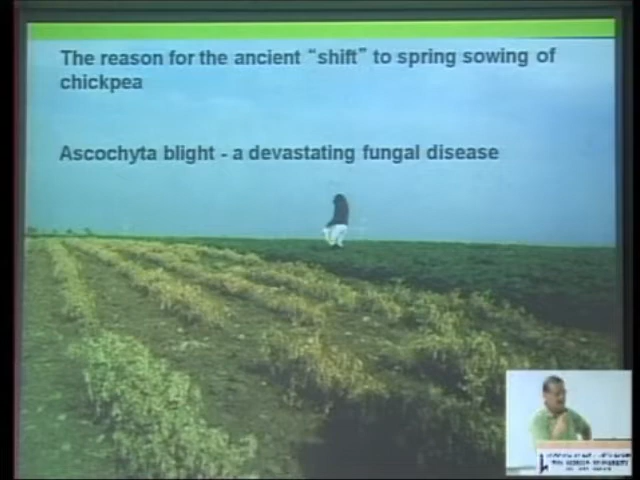 The reason for the ancient “shift” to spring sowing of
chickpea
Ascochyta blight - a devastating fungal disease